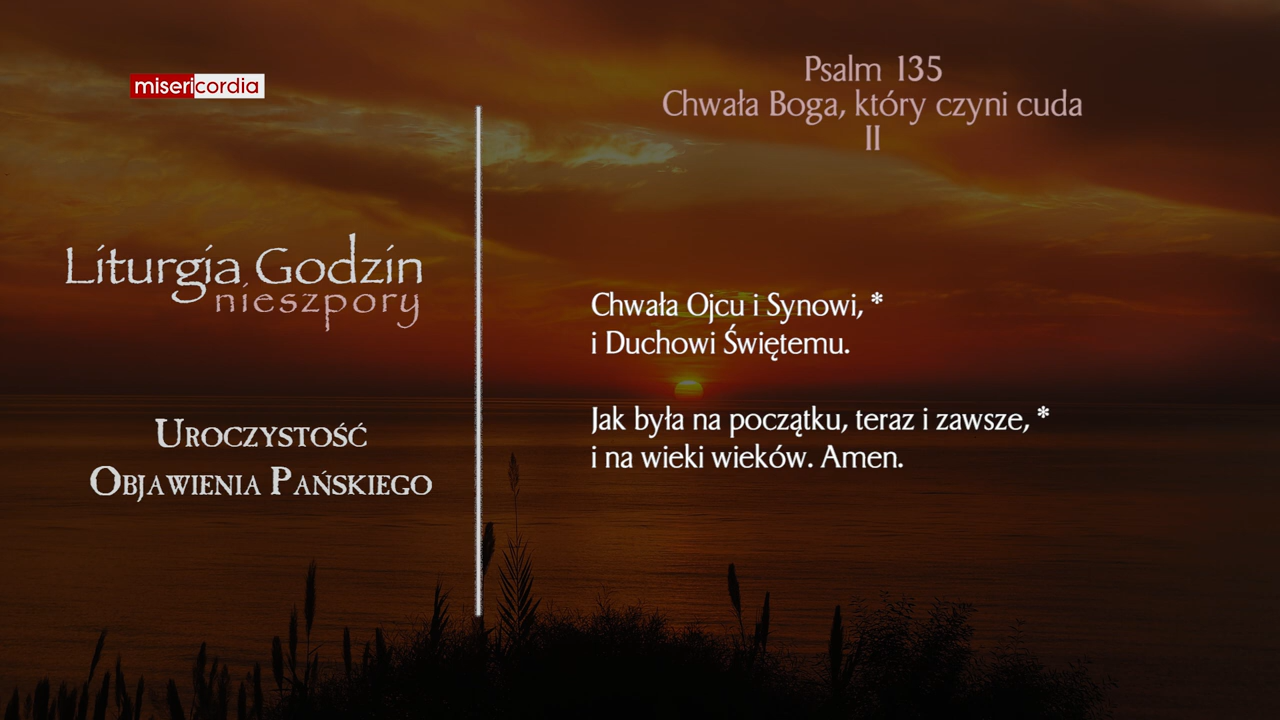 misericordia
Liturgia Godzin
nieszpory
Uroczystość
Objawienia Pańskiego
Psalm 135
Chwała Boga, który czyni cuda
II
Chwała Ojcu i Synowi, *
i Duchowi Świętemu.
Jak była na początku, teraz i zawsze, *
i na wieki wieków. Amen.